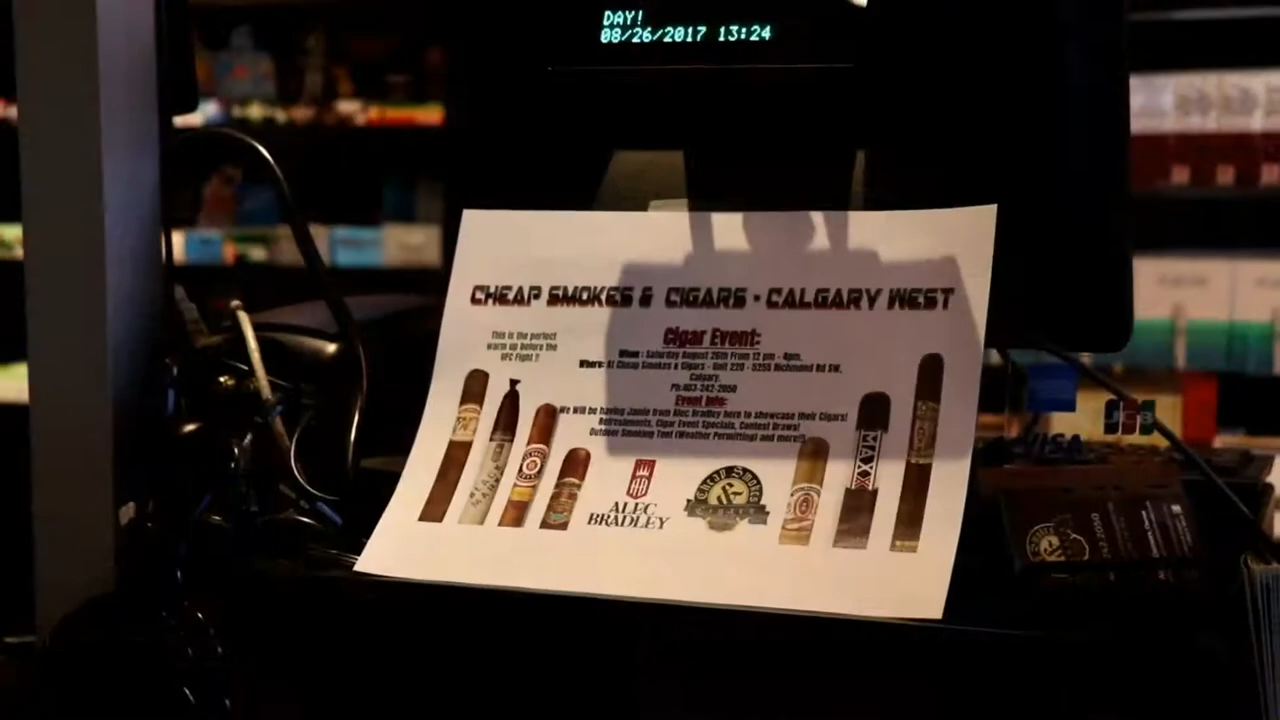 DAY!
08/26/2017 13:24
CHEAP SMOKES & CIGARS - CALGARY WEST
This is the perfect
warm up before the
UFC Fight !!
Cigar Event:
When : Saturday August 26th From 12 pm - 4pm.
Where: At Cheap Smokes & Cigars - Unit 220 - 5255 Richmond Rd SW,
Calgary.
Ph:403-242-2050
Event Info:
We will be having Jamie from Alec Bradley here to showcase their Cigars!
Refreshments, Cigar Event Specials, Contest Draws!
Outdoor Smoking Tent (Weather Permitting) and more!!
BLACK
MAXX
ALEC
BRADLEY
Cheap Smokes
Cigars
VISA
JCB